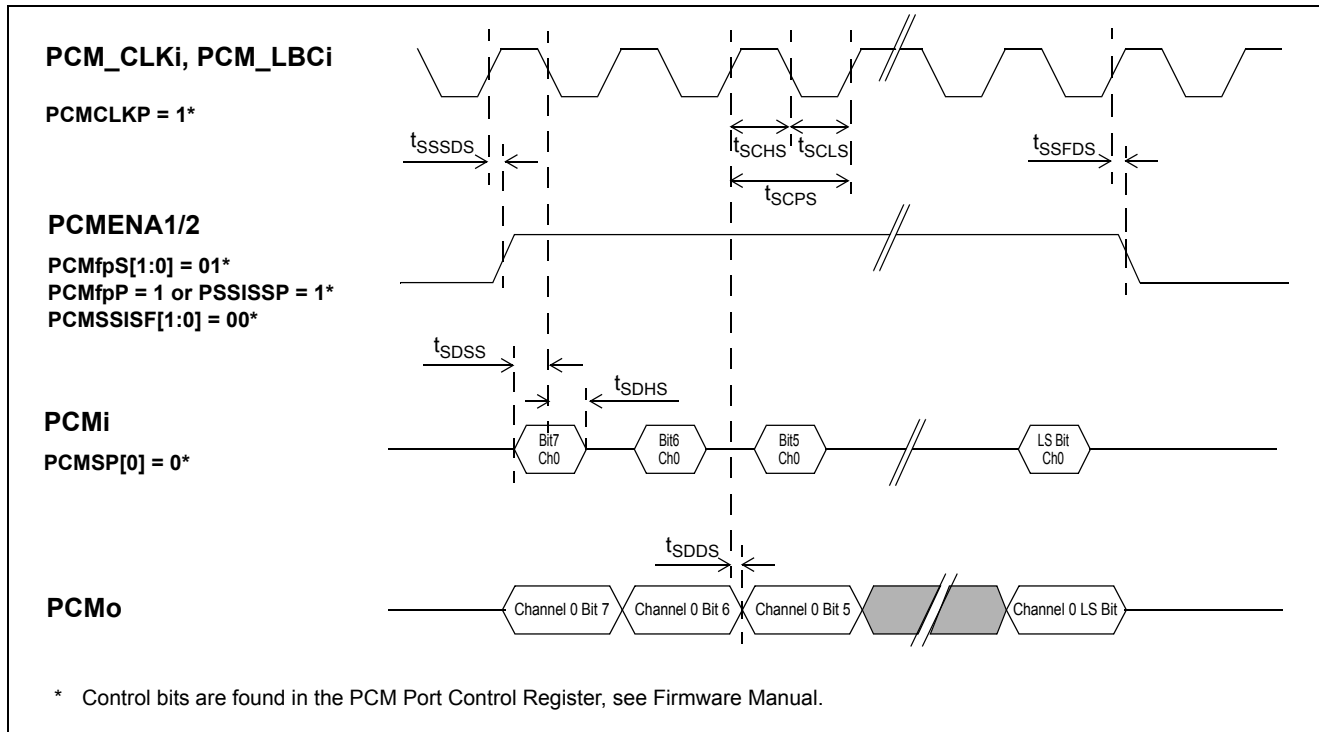 PCM_CLKi, PCM_LBCi
PCMCLKP = 1*
tSSSDS
tSCHS
tSCLS
tSSFDS
tSCPS
PCMENA1/2
PCMfpS[1:0] = 01*
PCMfpP = 1 or PSSISSP = 1*
PCMSSISF[1:0] = 00*
tSDSS
tSDHS
PCMi
PCMSP[0] = 0*
Bit7
Ch0
Bit6
Ch0
Bit5
Ch0
LS Bit
Ch0
tSDDS
PCMo
Channel 0 Bit 7
Channel 0 Bit 6
Channel 0 Bit 5
Channel 0 LS Bit
* Control bits are found in the PCM Port Control Register, see Firmware Manual.